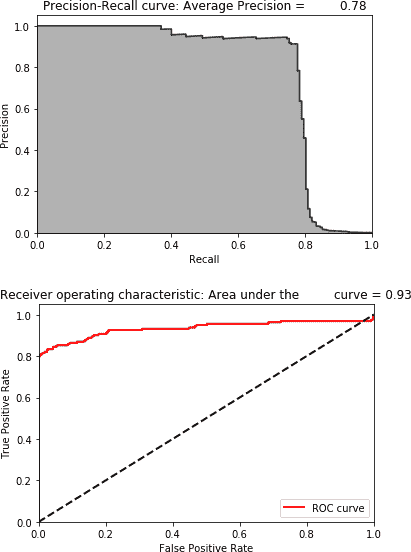 Precision-Recall curve: Average Precision = 0.78
1.0
0.8
0.6
0.4
0.2
0.0
Precision
0.0 0.2 0.4 0.6 0.8 1.0
Recall
Receiver operating characteristic: Area under the curve = 0.93
1.0
0.8
0.6
0.4
0.2
0.0
True Positive Rate
ROC curve
0.0 0.2 0.4 0.6 0.8 1.0
False Positive Rate